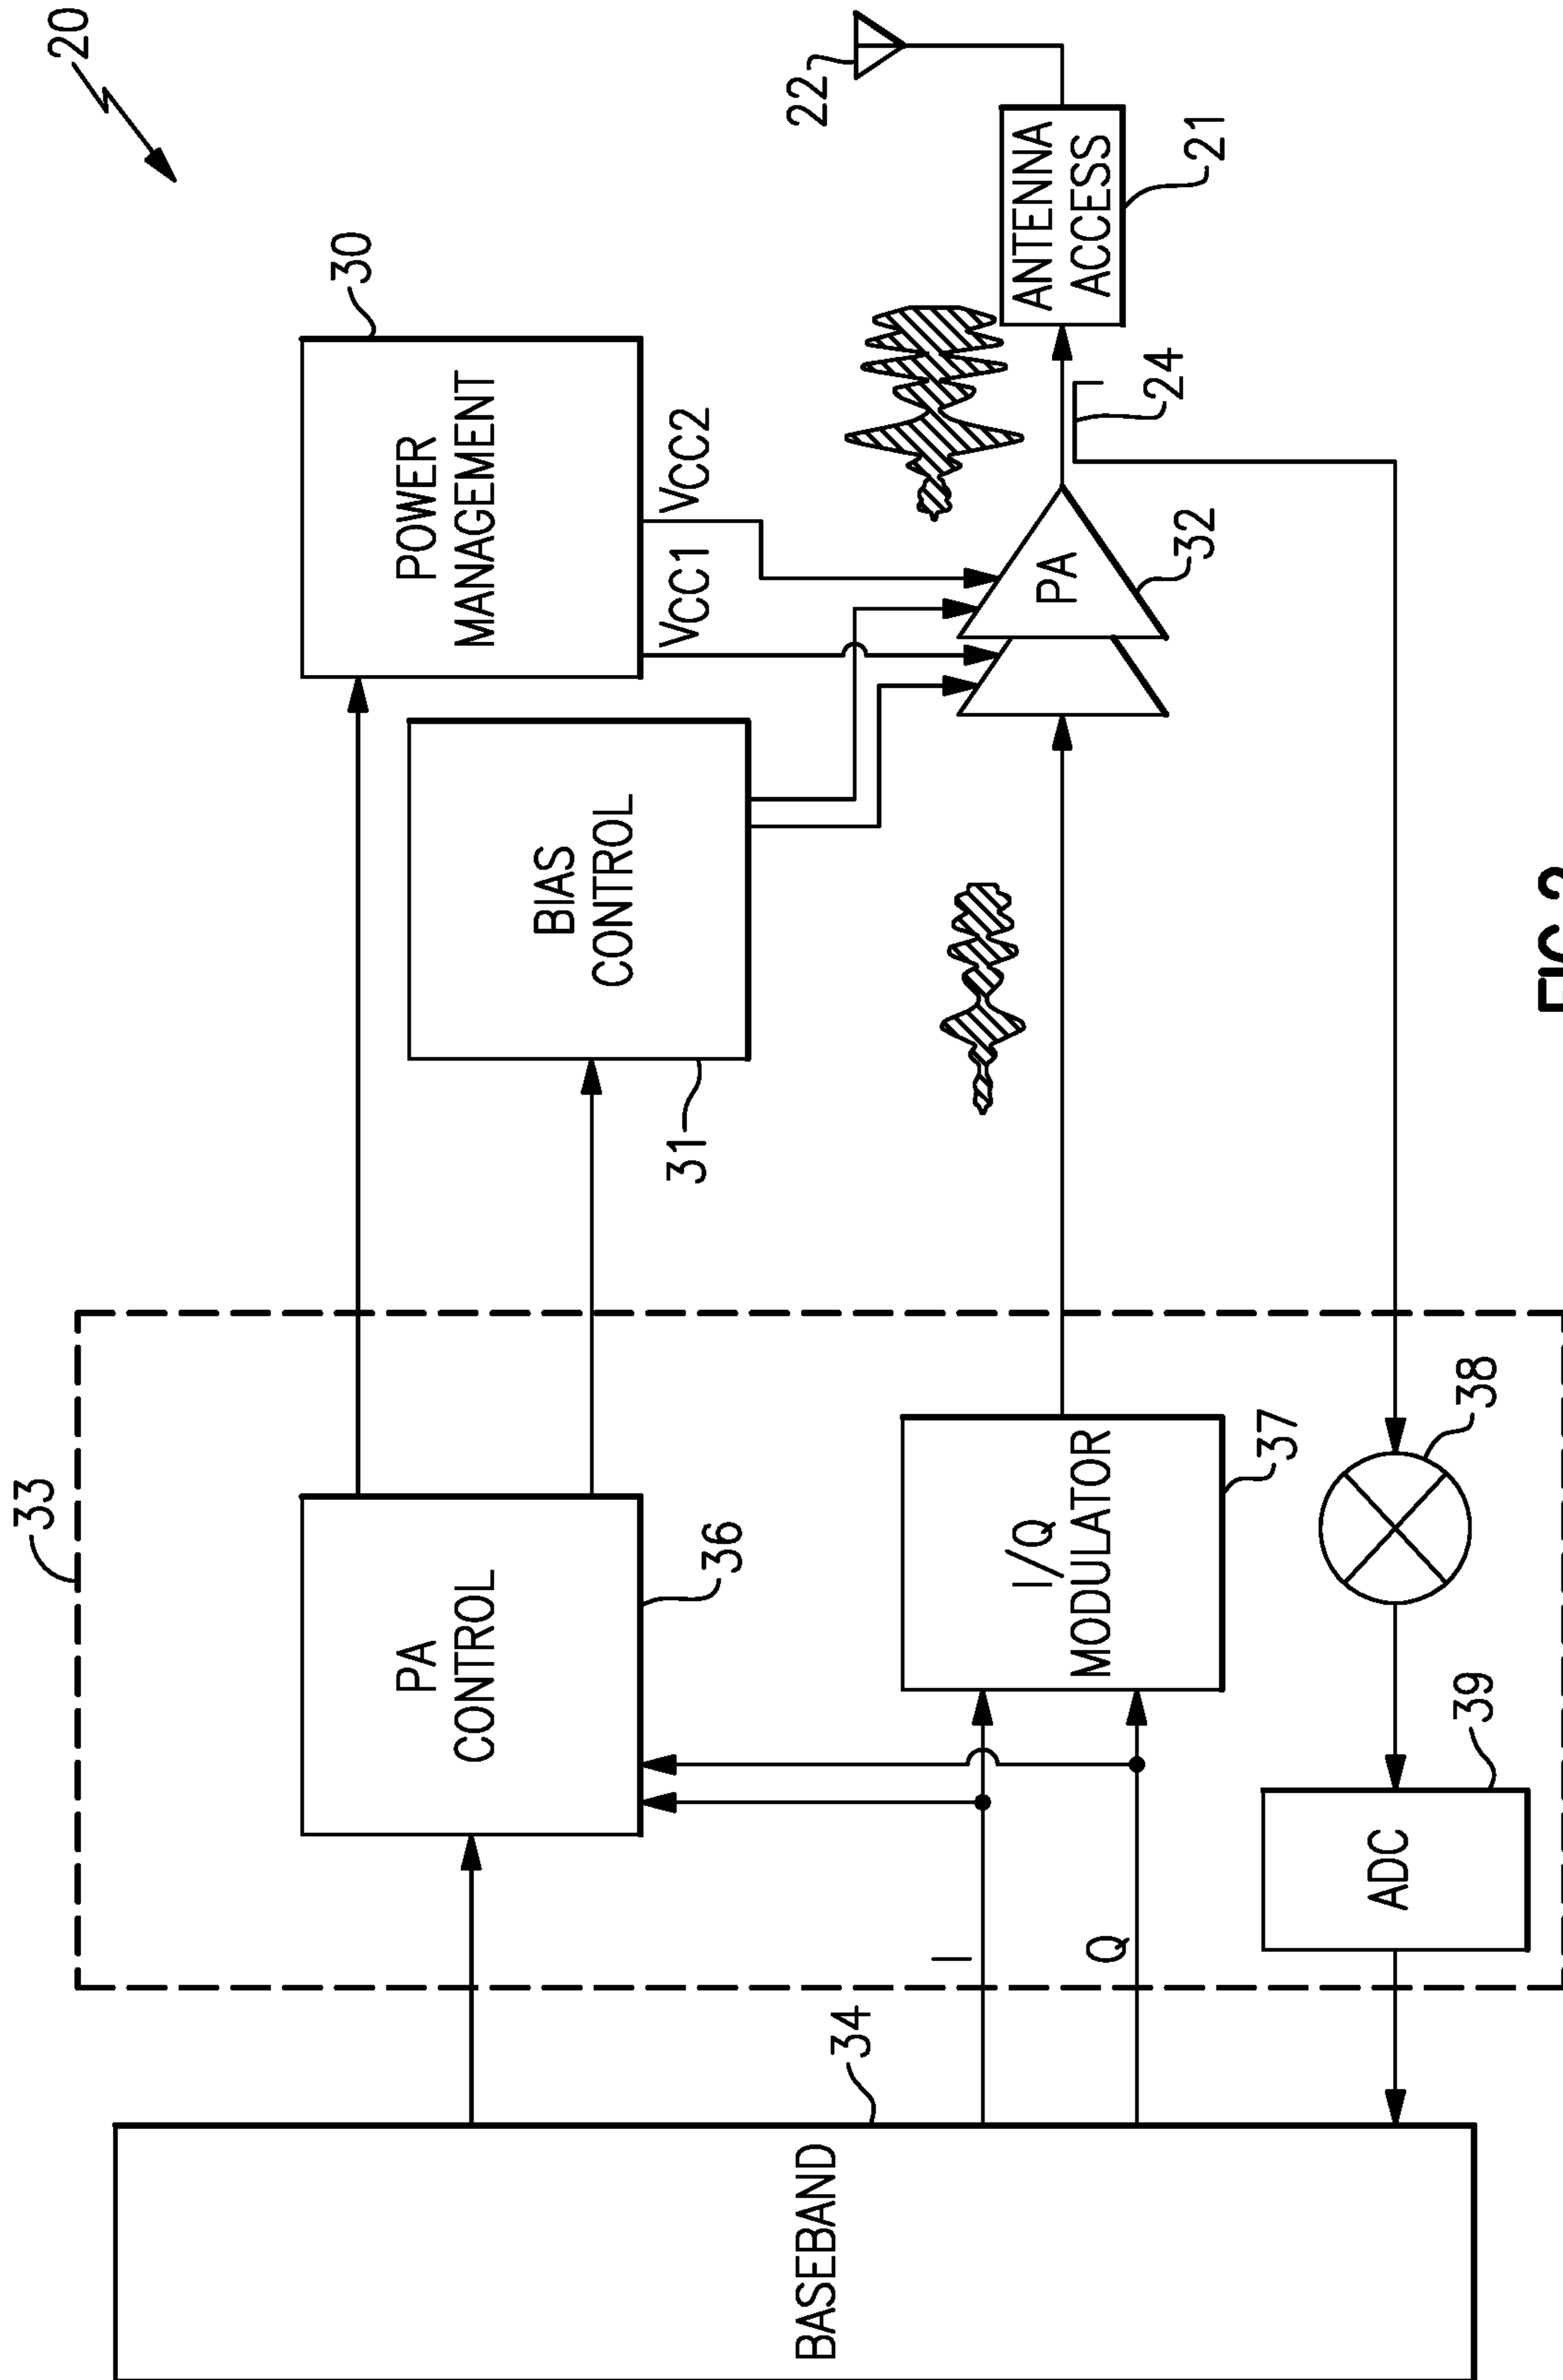 20
33
PA
CONTROL
36
POWER
MANAGEMENT
30
BIAS
CONTROL
31
VCC1
VCC2
22
BASEBAND
34
I
Q
I/Q
MODULATOR
37
PA
32
ANTENNA
ACCESS
21
24
ADC
39
38